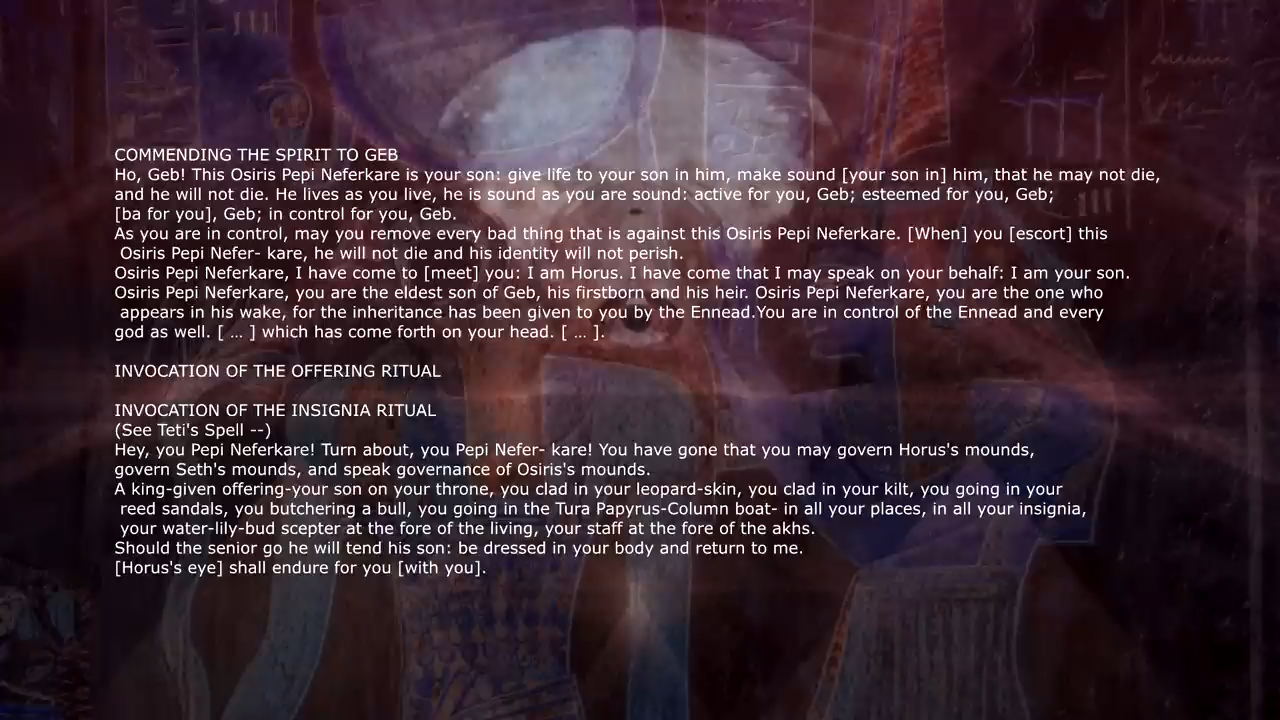 COMMENDING THE SPIRIT TO GEB
Ho, Geb! This Osiris Pepi Neferkare is your son: give life to your son in him, make sound [your son in] him, that he may not die,
and he will not die. He lives as you live, he is sound as you are sound: active for you, Geb; esteemed for you, Geb;
[ba for you], Geb; in control for you, Geb.
As you are in control, may you remove every bad thing that is against this Osiris Pepi Neferkare. [When] you [escort] this
Osiris Pepi Nefer- kare, he will not die and his identity will not perish.
Osiris Pepi Neferkare, I have come to [meet] you: I am Horus. I have come that I may speak on your behalf: I am your son.
Osiris Pepi Neferkare, you are the eldest son of Geb, his firstborn and his heir. Osiris Pepi Neferkare, you are the one who
appears in his wake, for the inheritance has been given to you by the Ennead.You are in control of the Ennead and every
god as well. [ ... ] which has come forth on your head. [ ... ].
INVOCATION OF THE OFFERING RITUAL
INVOCATION OF THE INSIGNIA RITUAL
(See Teti's Spell --)
Hey, you Pepi Neferkare! Turn about, you Pepi Nefer- kare! You have gone that you may govern Horus's mounds,
govern Seth's mounds, and speak governance of Osiris's mounds.
A king-given offering-your son on your throne, you clad in your leopard-skin, you clad in your kilt, you going in your
reed sandals, you butchering a bull, you going in the Tura Papyrus-Column boat- in all your places, in all your insignia,
your water-lily-bud scepter at the fore of the living, your staff at the fore of the akhs.
Should the senior go he will tend his son: be dressed in your body and return to me.
[Horus's eye] shall endure for you [with you].